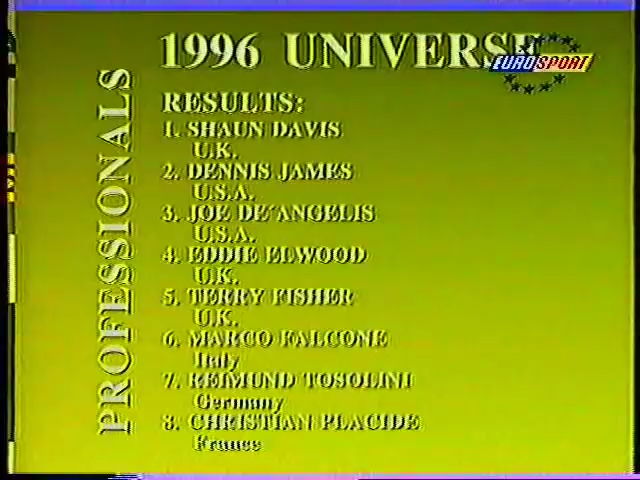 1996 UNIVERSE
EUROSPORT
PROFESSIONALS
RESULTS:
1. SHAUN DAVIS
U.K.
2. DENNIS JAMES
U.S.A.
3. JOE DE´ANGELIS
U.S.A.
4. EDDIE ELWOOD
U.K.
5. TERRY FISHER
U.K.
6. MARCO FALCONE
Italy
7. REIMUND TOSOLINI
Germany
8. CHRISTIAN PLACIDE
France